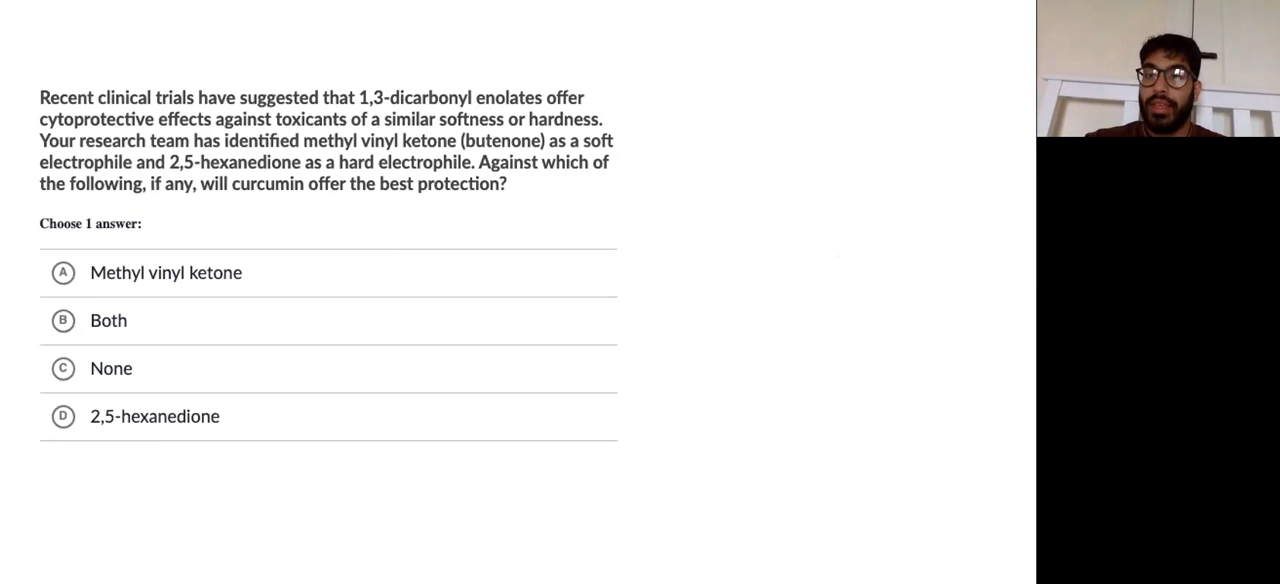 Recent clinical trials have suggested that 1,3-dicarbonyl enolates offer
cytoprotective effects against toxicants of a similar softness or hardness.
Your research team has identified methyl vinyl ketone (butenone) as a soft
electrophile and 2,5-hexanedione as a hard electrophile. Against which of
the following, if any, will curcumin offer the best protection?
Choose 1 answer:
A Methyl vinyl ketone
B Both
C None
D 2,5-hexanedione